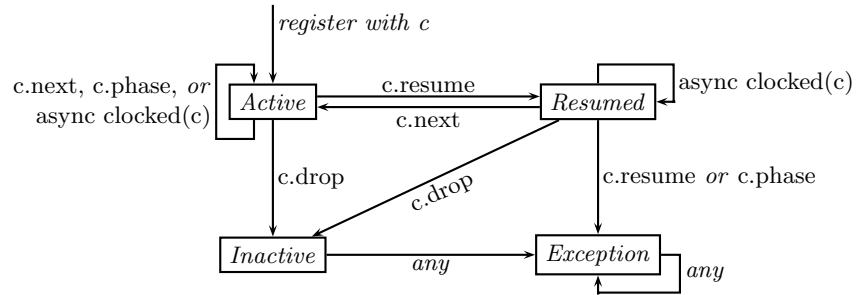 register with c
c.next, c.phase, or
async clocked(c)
Active
c.resume
c.next
Resumed
async clocked(c)
c.drop
c.drop
c.resume or c.phase
Inactive
any
Exception
any